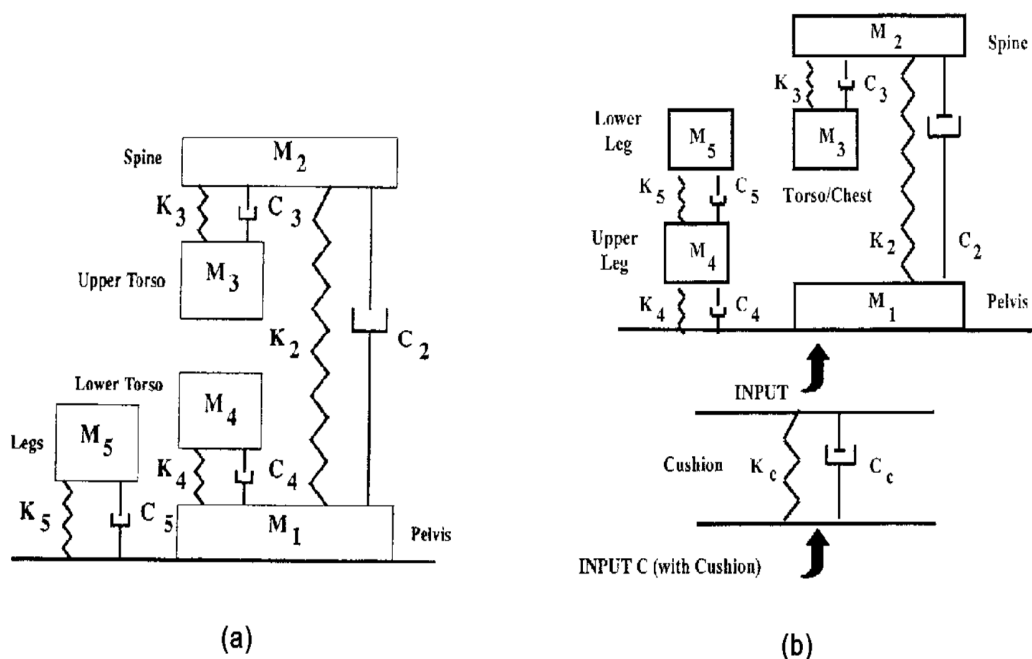 Spine
M2
K3
C3
Upper Torso
M3
K2
C2
Lower Torso
M4
Legs
M5
K4
C4
K5
C5
M1
Pelvis
(a)
M2
Spine
K3
C3
Lower
Leg
M5
M3
K5
C5
Torso/Chest
Upper
Leg
M4
K2
C2
K4
C4
M1
Pelvis
INPUT
Cushion
Kc
Cc
INPUT C (with Cushion)
(b)